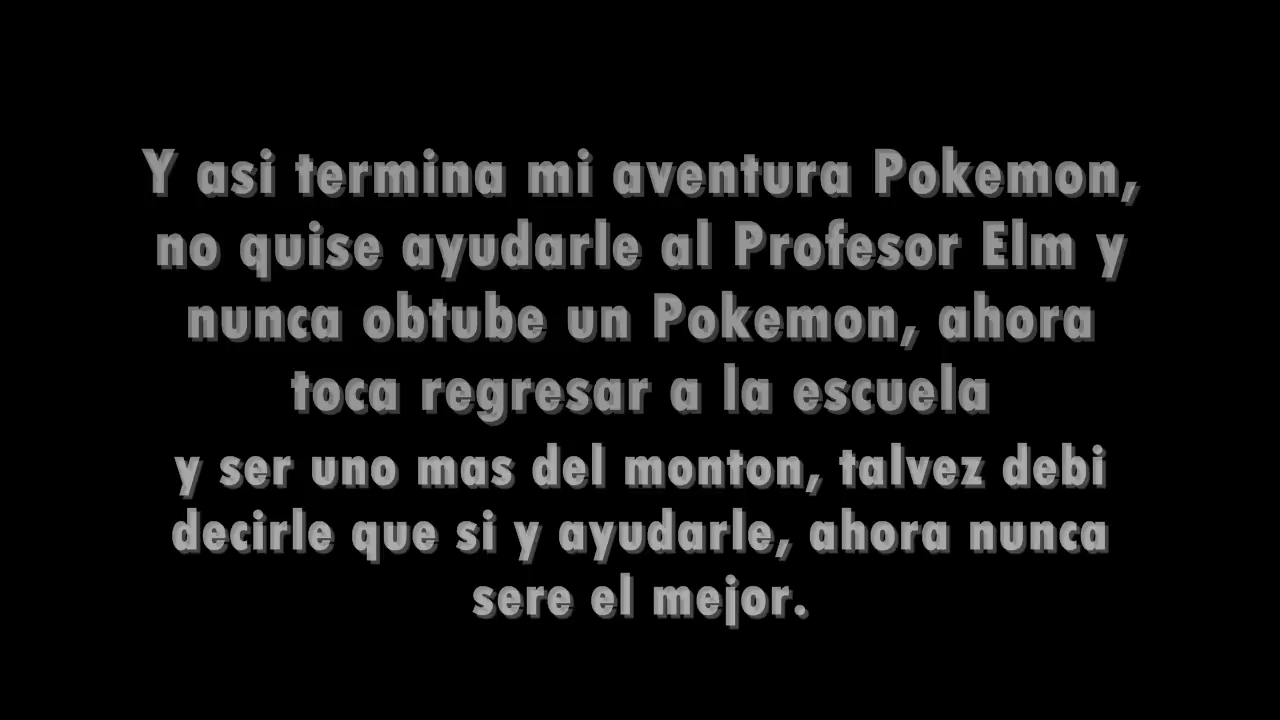 Y asi termina mi aventura Pokemon,
no quise ayudarle al Profesor Elm y
nunca obtube un Pokemon, ahora
toca regresar a la escuela
y ser uno mas del monton, talvez debi
decirle que si y ayudarle, ahora nunca
sere el mejor.